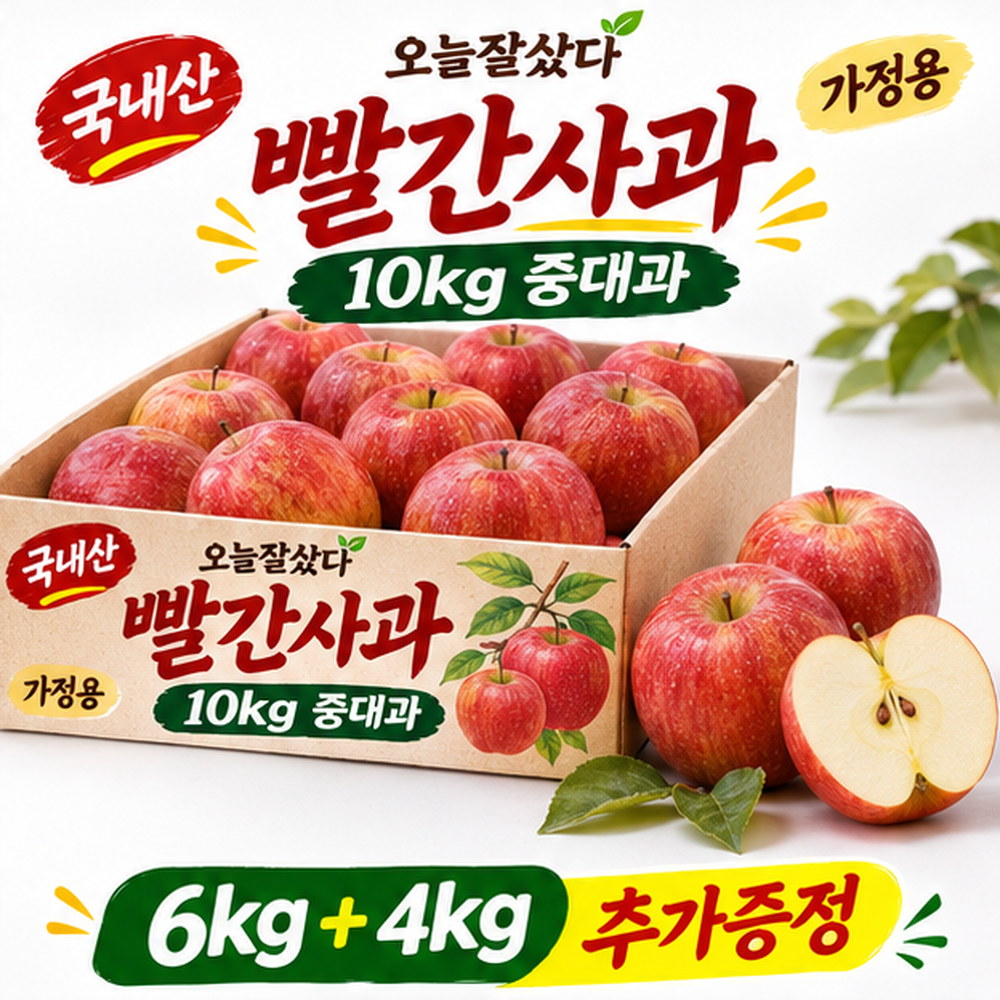 국내산
오늘잘샀다
가정용
빨간사과
10kg 중대과
국내산
오늘잘샀다
빨간사과
가정용
10kg 중대과
6kg+4kg 추가증정